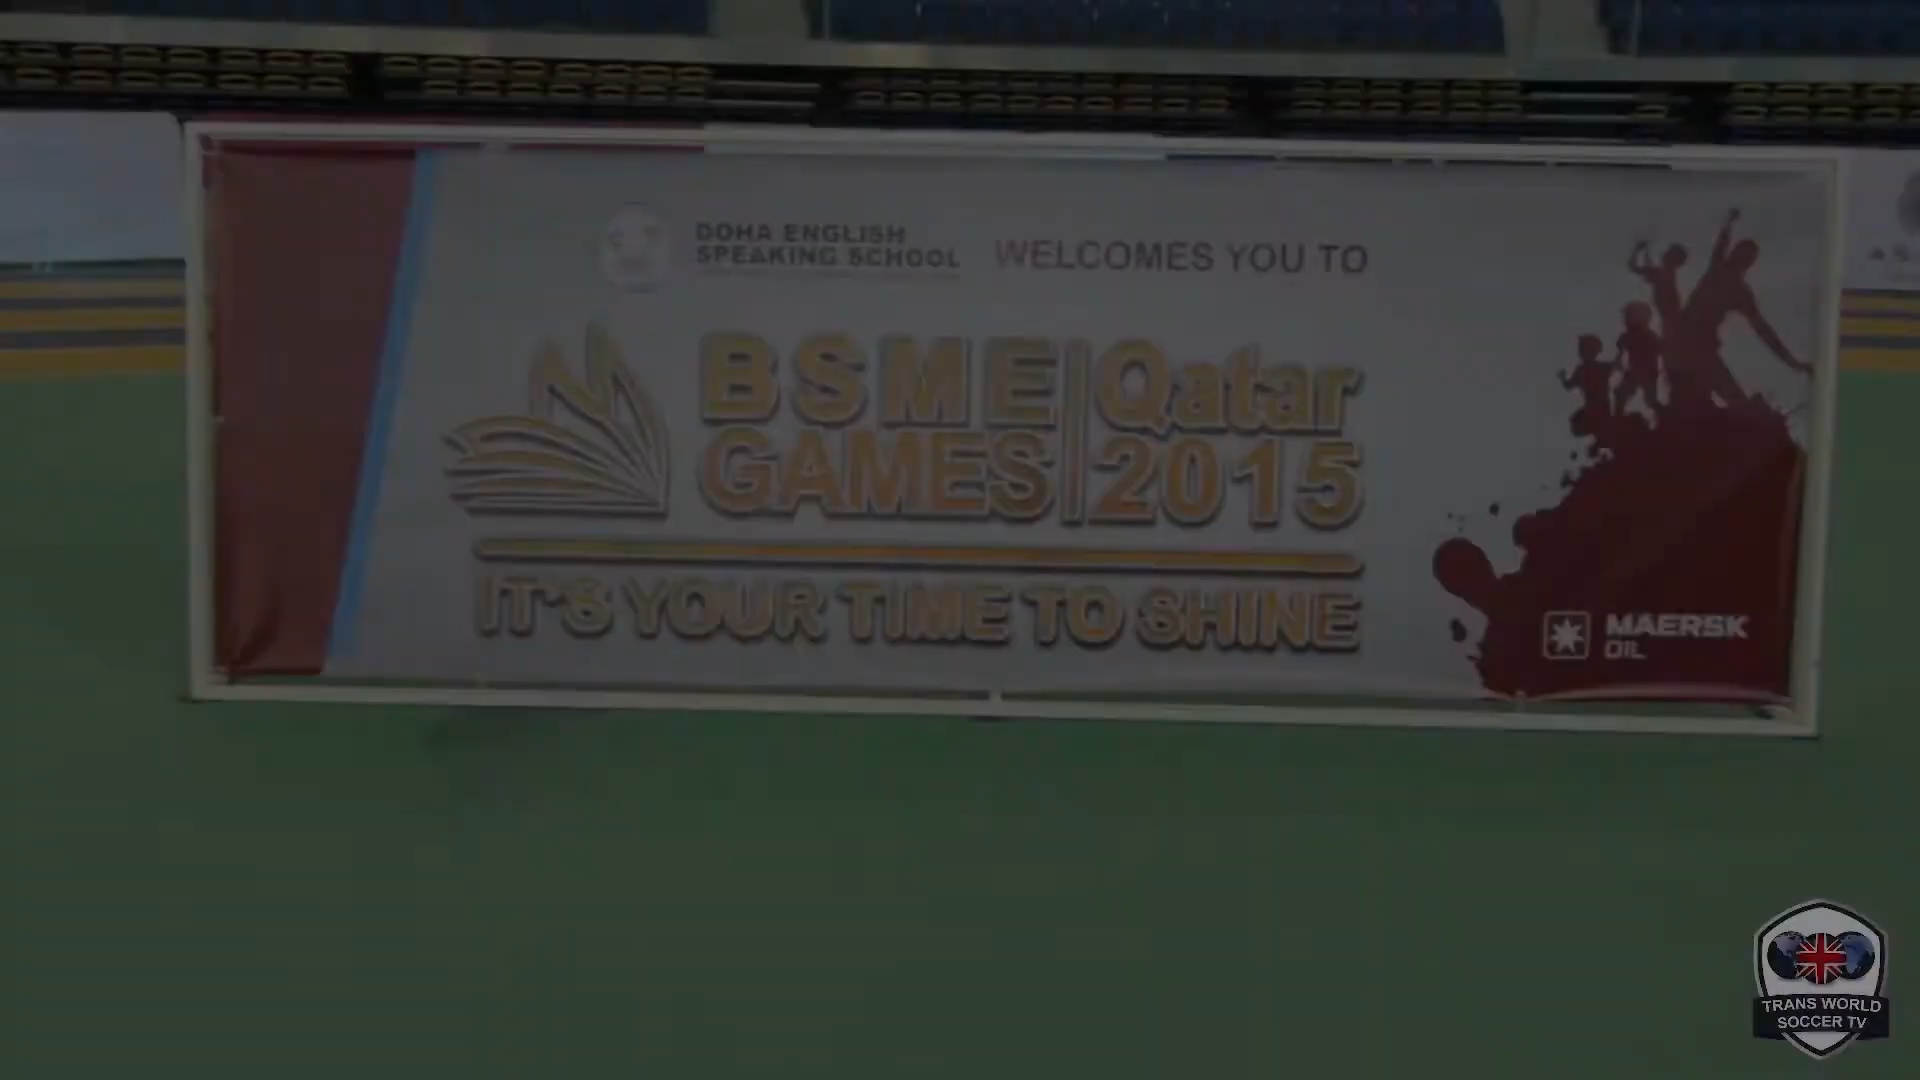 DOHA ENGLISH
SPEAKING SCHOOL
WELCOMES YOU TO
BSME Qatar
GAMES 2015
IT'S YOUR TIME TO SHINE
MAERSK
OIL
TRANS WORLD
SOCCER TV